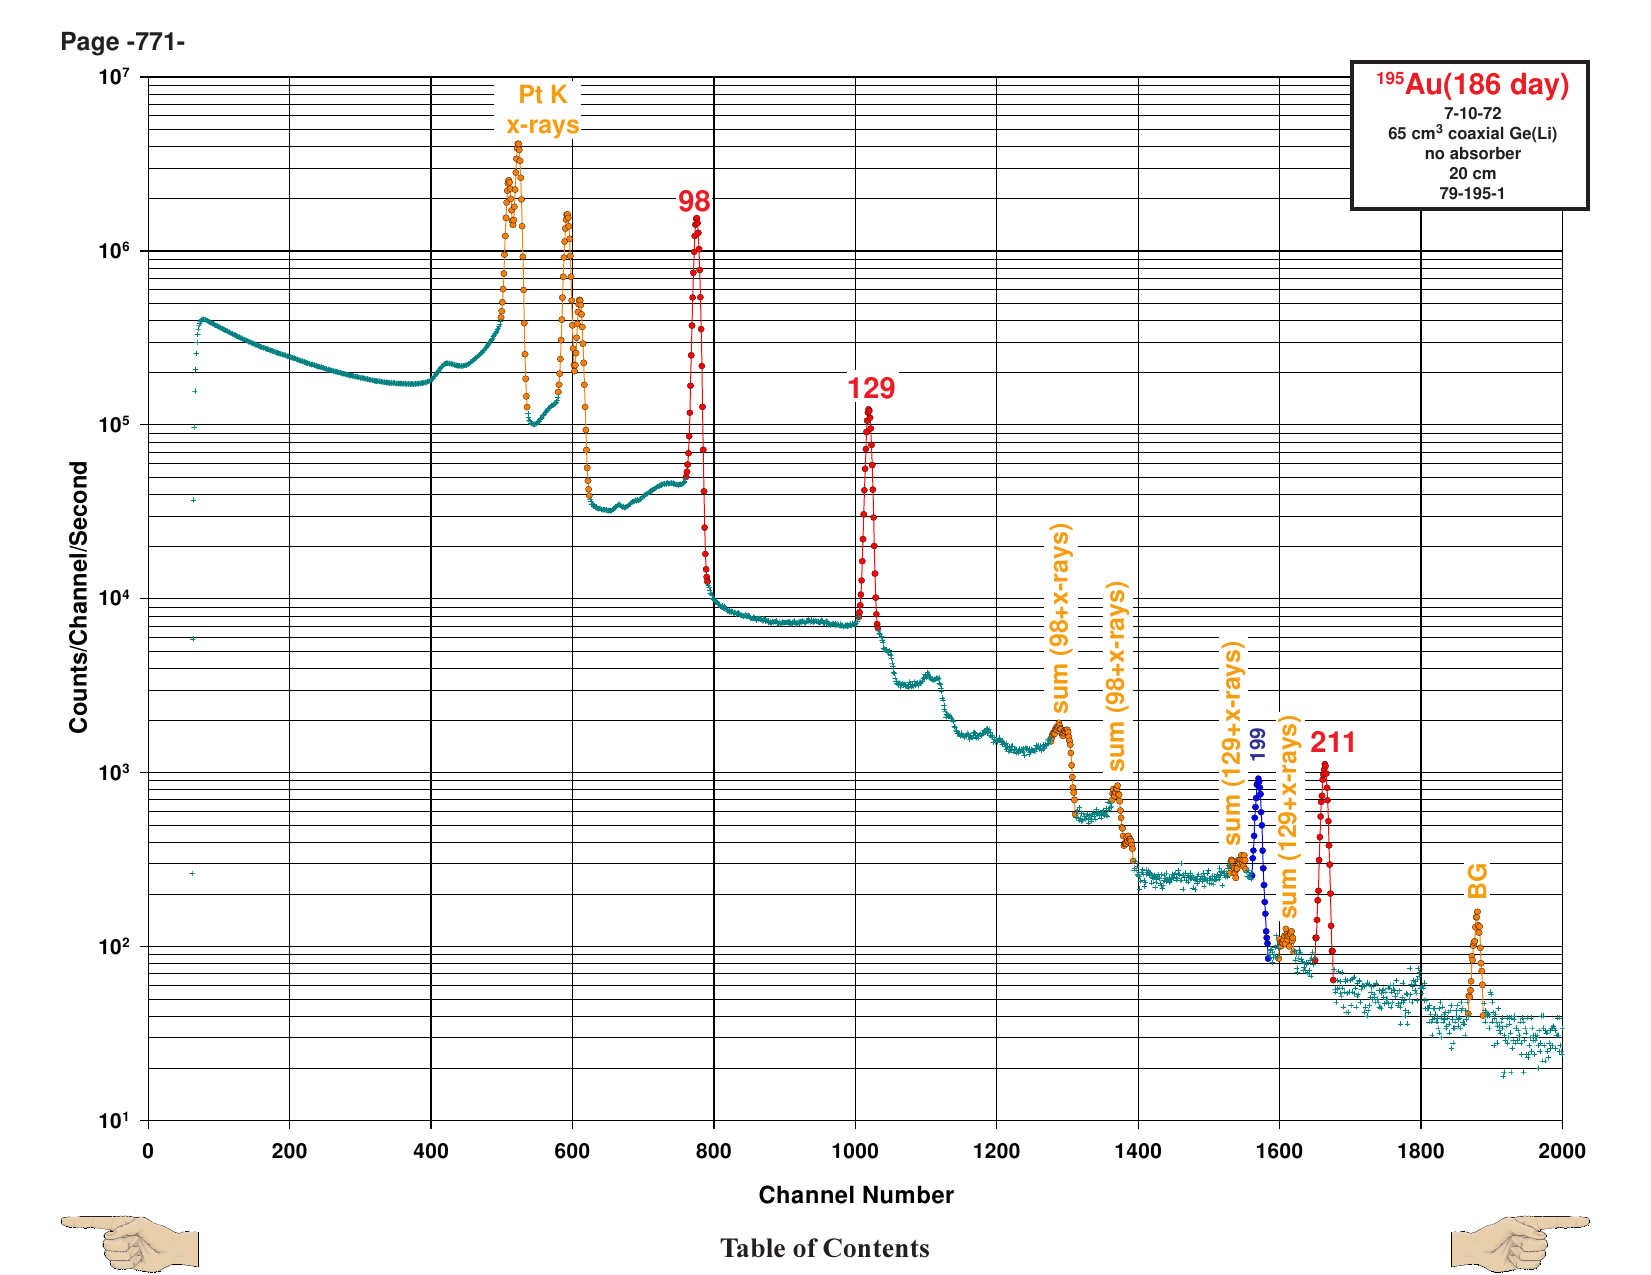 Page -771-
¹⁹⁵Au(186 day)
7-10-72
65 cm³ coaxial Ge(Li)
no absorber
20 cm
79-195-1
Pt K
x-rays
98
129
sum (98+x-rays)
sum (98+x-rays)
sum (129+x-rays)
199
sum (129+x-rays)
211
BG
Counts/Channel/Second
10⁷
10⁶
10⁵
10⁴
10³
10²
10¹
0 200 400 600 800 1000 1200 1400 1600 1800 2000
Channel Number
Table of Contents